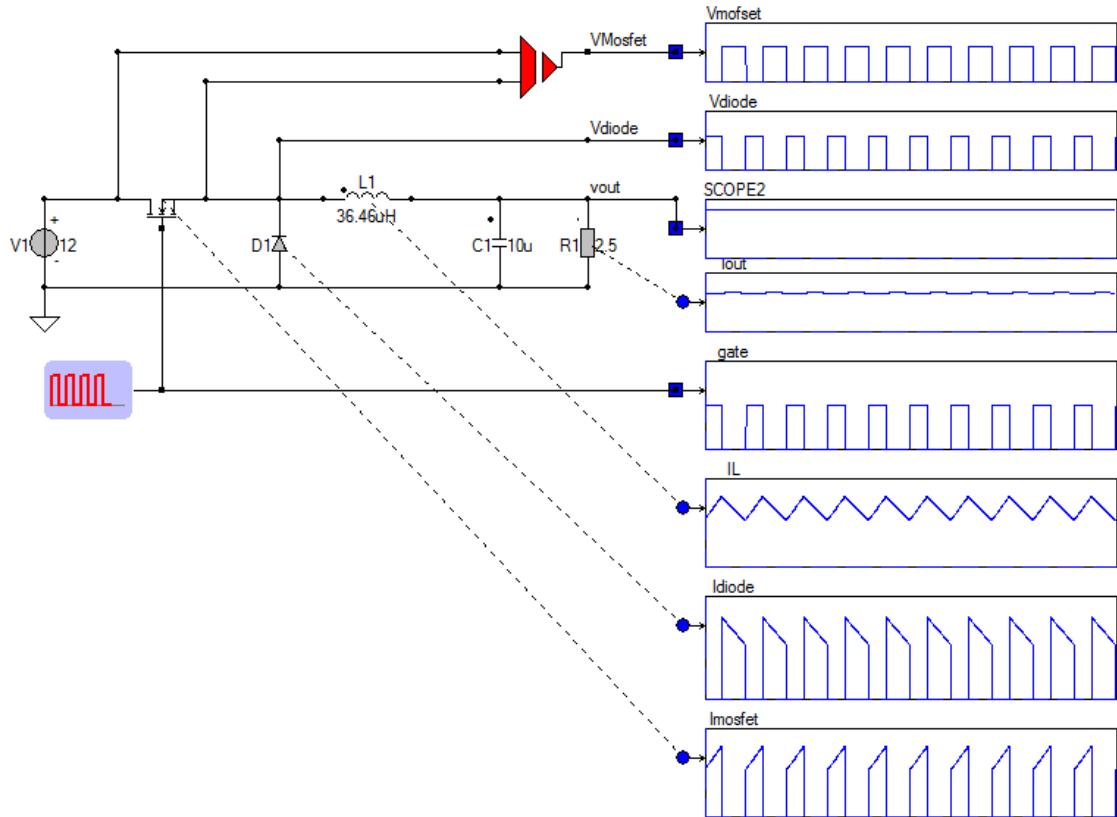 Vmofset
VMosfet
Vdiode
Vdiode
SCOPE2
L1
vout
36.46uH
V1 12
+
-
D1
C1 10u
R1 2.5
Iout
gate
IL
Idiode
Imosfet